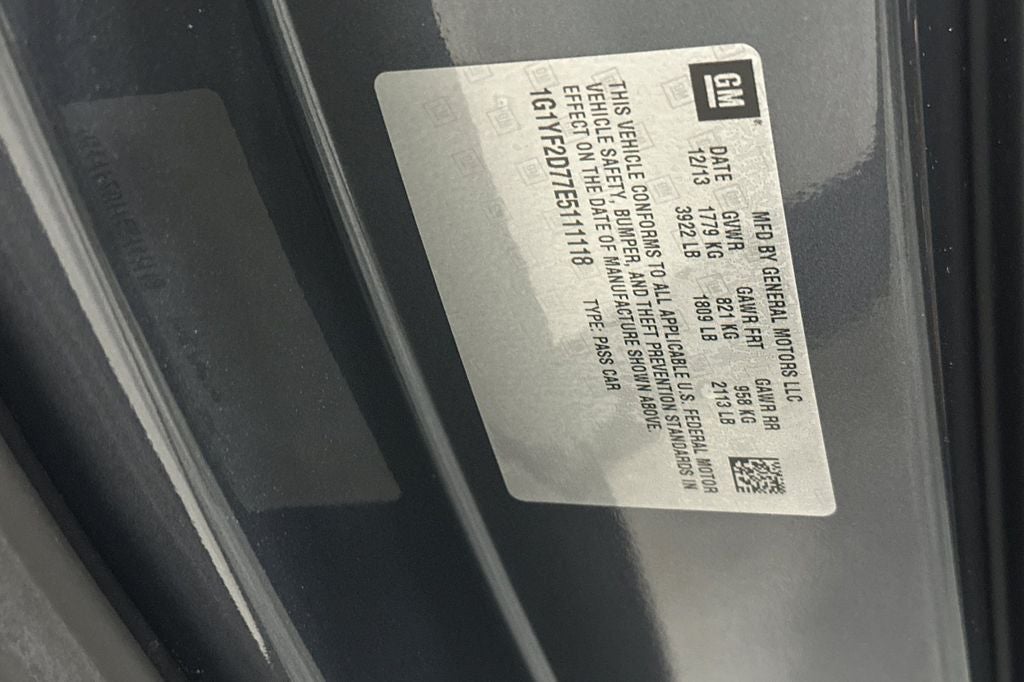 GM
MFD BY GENERAL MOTORS LLC
DATE GVWR GAWR FRT GAWR RR
12/13 1779 KG 821 KG 958 KG
3922 LB 1809 LB 2113 LB
THIS VEHICLE CONFORMS TO ALL APPLICABLE U.S. FEDERAL MOTOR
VEHICLE SAFETY, BUMPER, AND THEFT PREVENTION STANDARDS IN
EFFECT ON THE DATE OF MANUFACTURE SHOWN ABOVE.
1G1YF2D77E5111118 TYPE: PASS CAR